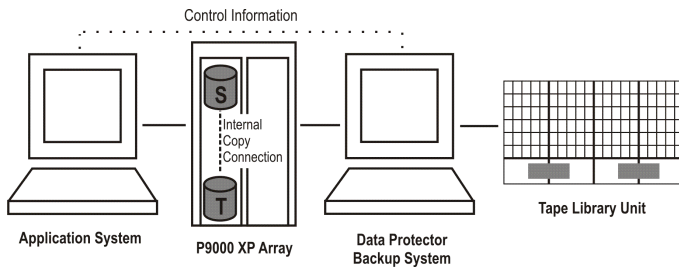 Control Information
S
Internal
Copy
Connection
T
Application System
P9000 XP Array
Data Protector
Backup System
Tape Library Unit